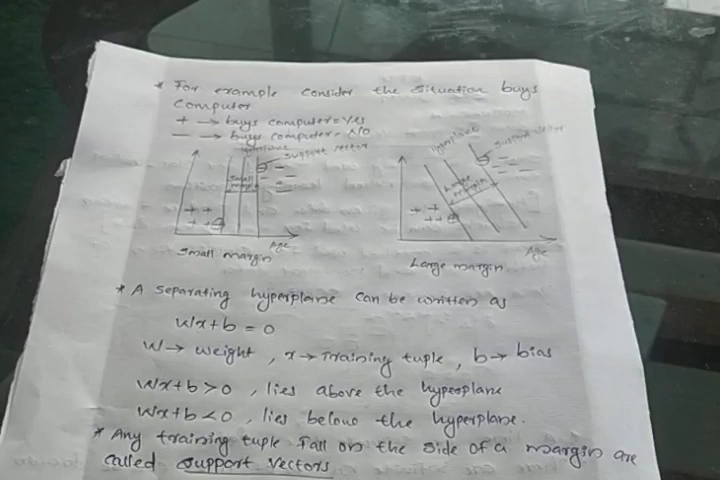 * For example consider the situation buys
Computer
+ → buys computer = Yes
− → buys computer = NO
hyperplane support vector
small
margin
+ +
+ +
Age
Small margin
hyperplane support vector
Large
margin
+ +
+ +
Age
Large margin
* A separating hyperplane can be written as
Wx+b = 0
W → weight, x → Training tuple, b → bias
Wx+b>0, lies above the hyperplane
Wx+b<0, lies below the hyperplane.
* Any training tuple fall on the side of a margin are
called support vectors